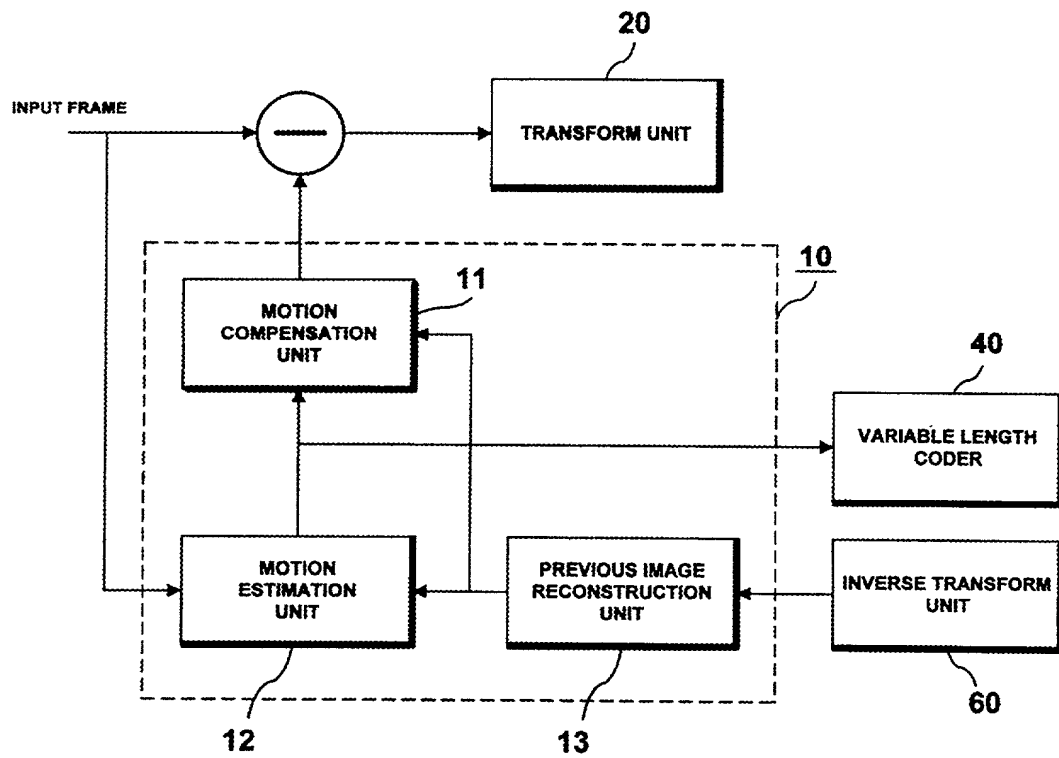 20
INPUT FRAME
TRANSFORM UNIT
10
11
MOTION
COMPENSATION
UNIT
40
VARIABLE LENGTH
CODER
MOTION
ESTIMATION
UNIT
PREVIOUS IMAGE
RECONSTRUCTION
UNIT
INVERSE TRANSFORM
UNIT
12
13
60